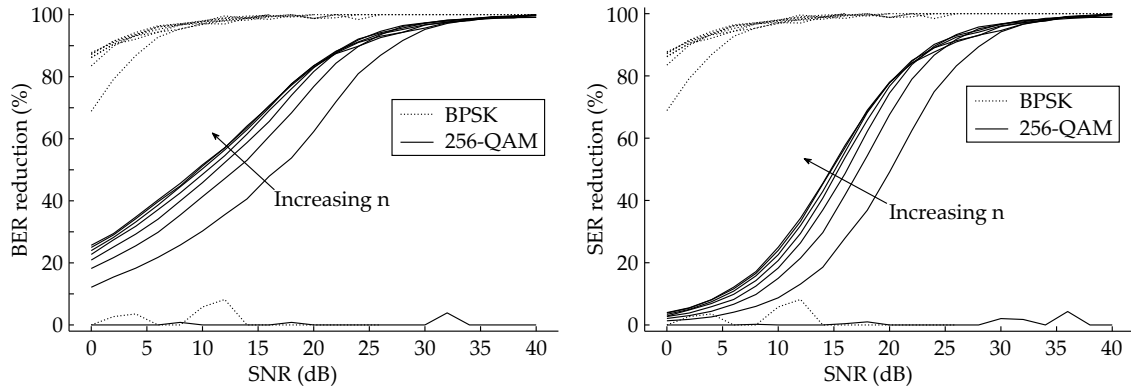 100
80
60
40
20
0
BER reduction (%)
BPSK
256-QAM
Increasing n
0 5 10 15 20 25 30 35 40
SNR (dB)
100
80
60
40
20
0
SER reduction (%)
BPSK
256-QAM
Increasing n
0 5 10 15 20 25 30 35 40
SNR (dB)